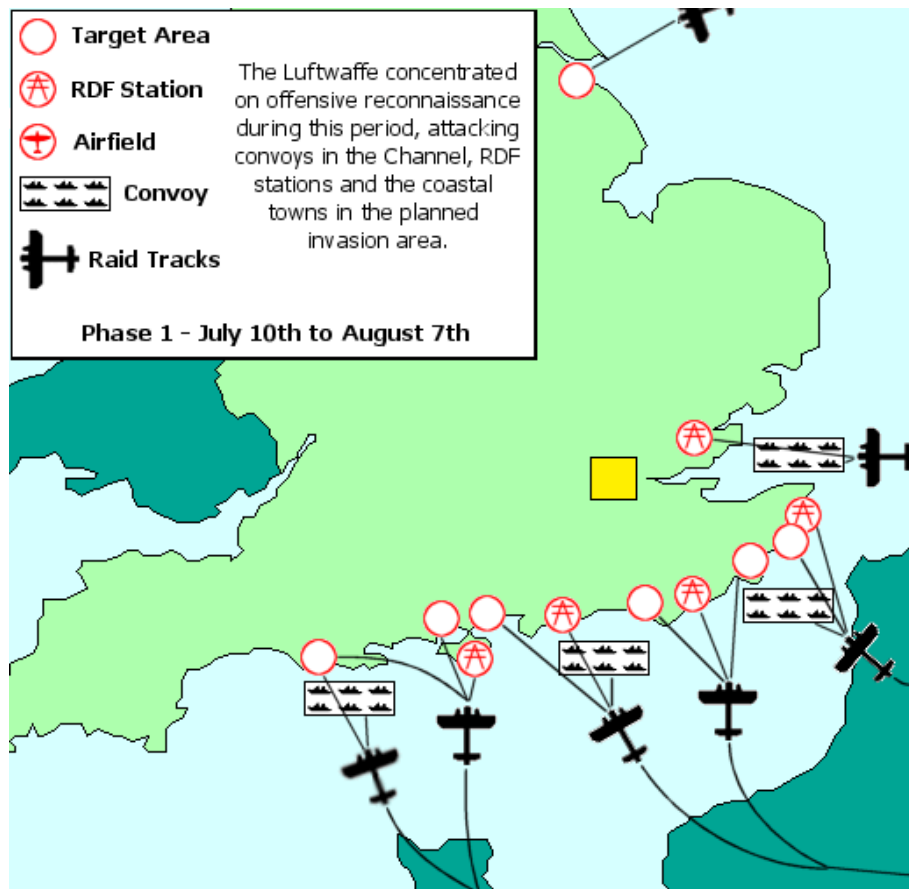 Target Area
RDF Station
Airfield
Convoy
Raid Tracks
The Luftwaffe concentrated
on offensive reconnaissance
during this period, attacking
convoys in the Channel, RDF
stations and the coastal
towns in the planned
invasion area.
Phase 1 - July 10th to August 7th